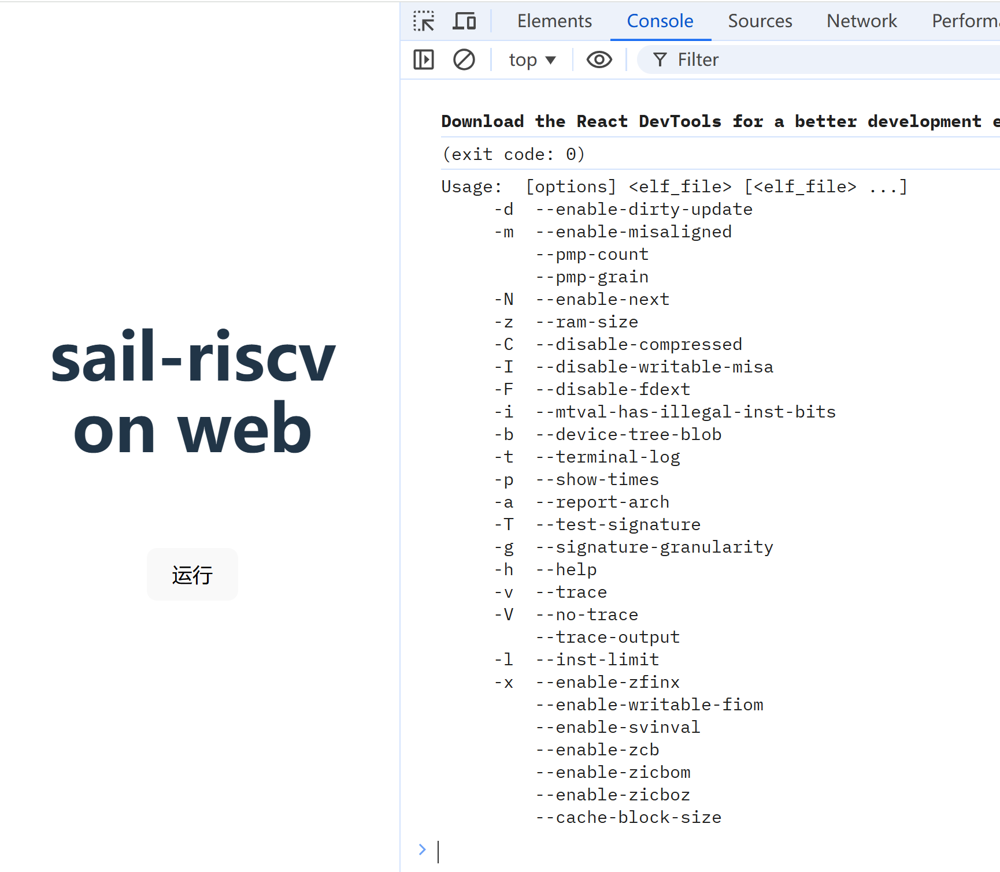 sail-riscv
on web
运行
Elements Console Sources Network Performa
top Filter
Download the React DevTools for a better development e
(exit code: 0)
Usage:  [options] <elf_file> [<elf_file> ...]
-d  --enable-dirty-update
-m  --enable-misaligned
--pmp-count
--pmp-grain
-N  --enable-next
-z  --ram-size
-C  --disable-compressed
-I  --disable-writable-misa
-F  --disable-fdext
-i  --mtval-has-illegal-inst-bits
-b  --device-tree-blob
-t  --terminal-log
-p  --show-times
-a  --report-arch
-T  --test-signature
-g  --signature-granularity
-h  --help
-v  --trace
-V  --no-trace
--trace-output
-l  --inst-limit
-x  --enable-zfinx
--enable-writable-fiom
--enable-svinval
--enable-zcb
--enable-zicbom
--enable-zicboz
--cache-block-size